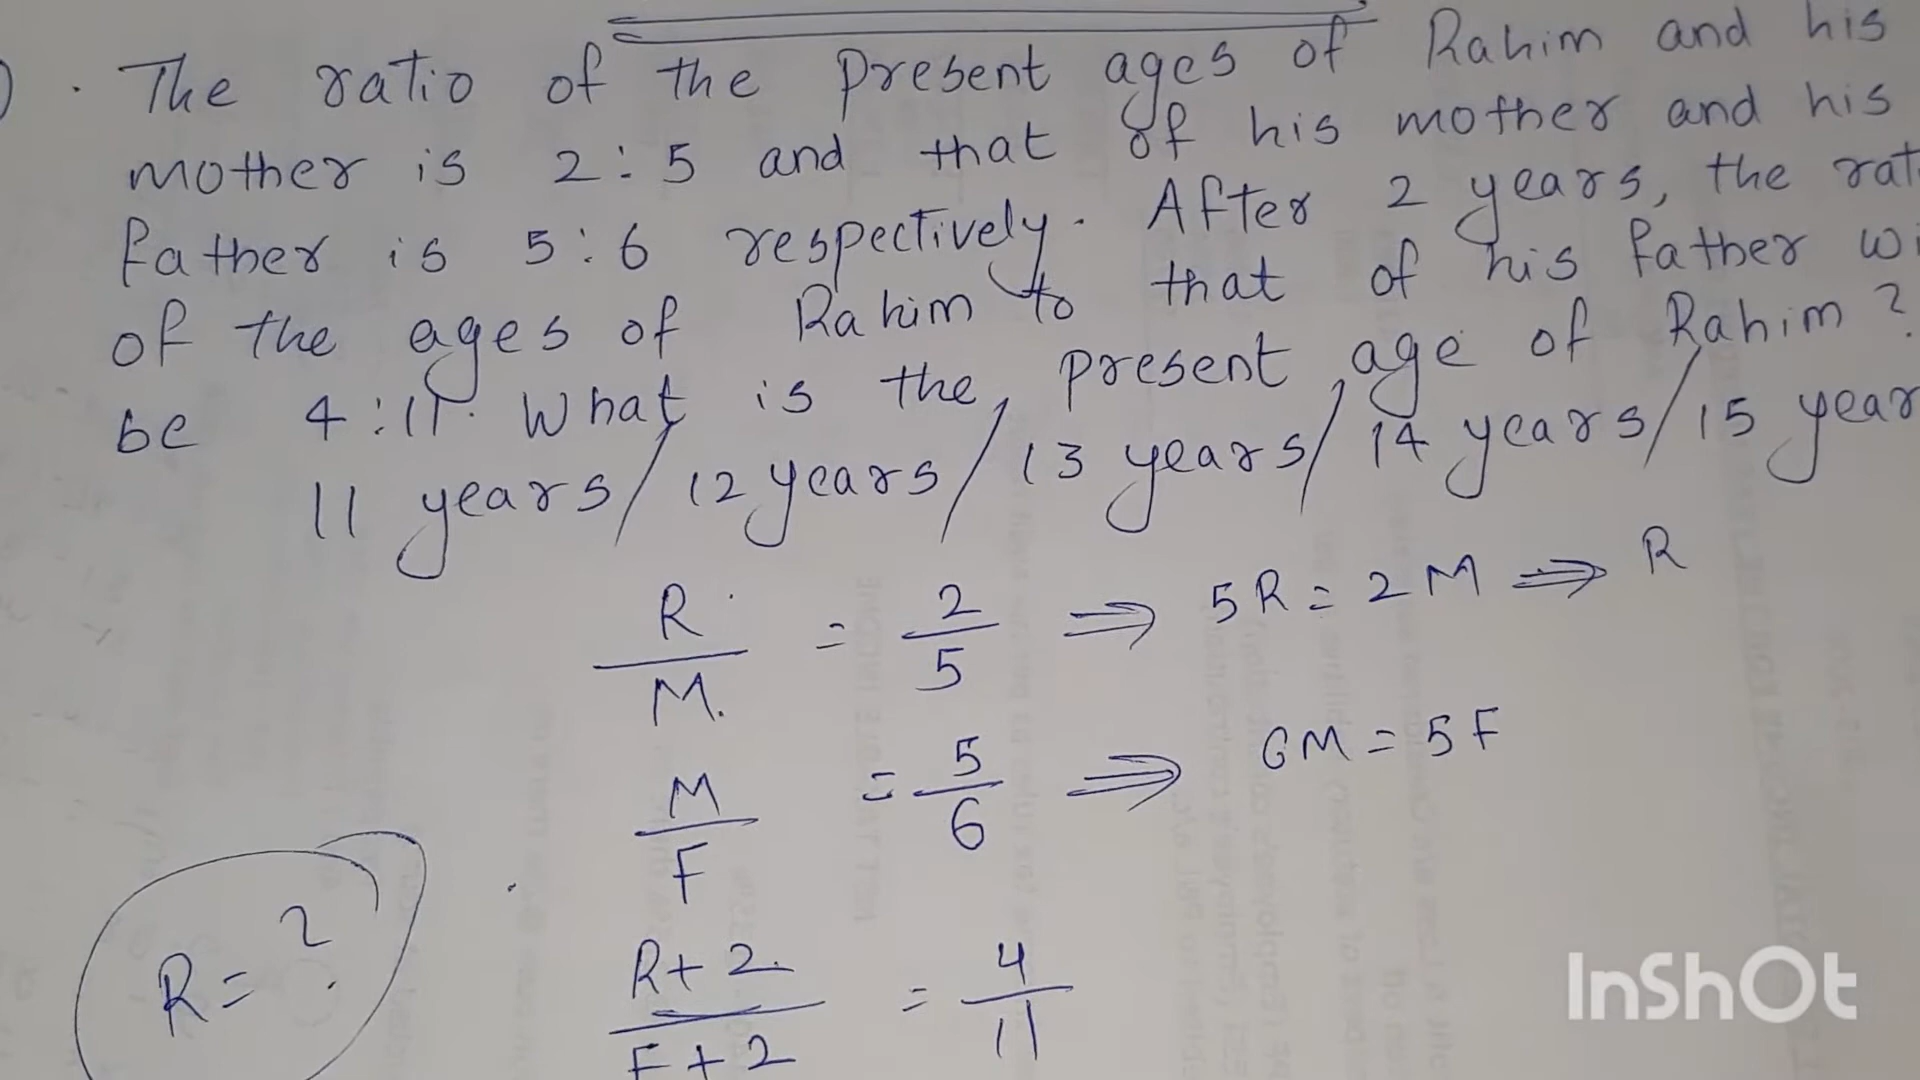 . The ratio of the present ages of Rahim and his
mother is 2:5 and that of his mother and his
father is 5:6 respectively. After 2 years, the rat
of the ages of Rahim to that of his father wi
be 4:11. What is the present age of Rahim?
11 years/ 12 years/ 13 years/ 14 years/ 15 year
R/M. = 2/5 ⇒ 5R = 2M ⇒ R
M/F = 5/6 ⇒ 6M = 5F
R = ?
R+2/F+2 = 4/11
InShOt